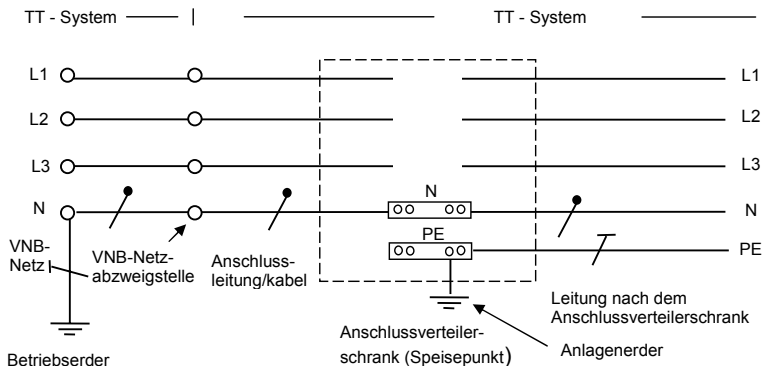 TT - System
TT - System
L1
L1
L2
L2
L3
L3
N
N
N
PE
PE
VNB-
Netz
VNB-Netz-
abzweigstelle
Anschluss-
leitung/kabel
Leitung nach dem
Anschlussverteilerschrank
Anschlussverteiler-
schrank (Speisepunkt)
Anlagenerder
Betriebserder